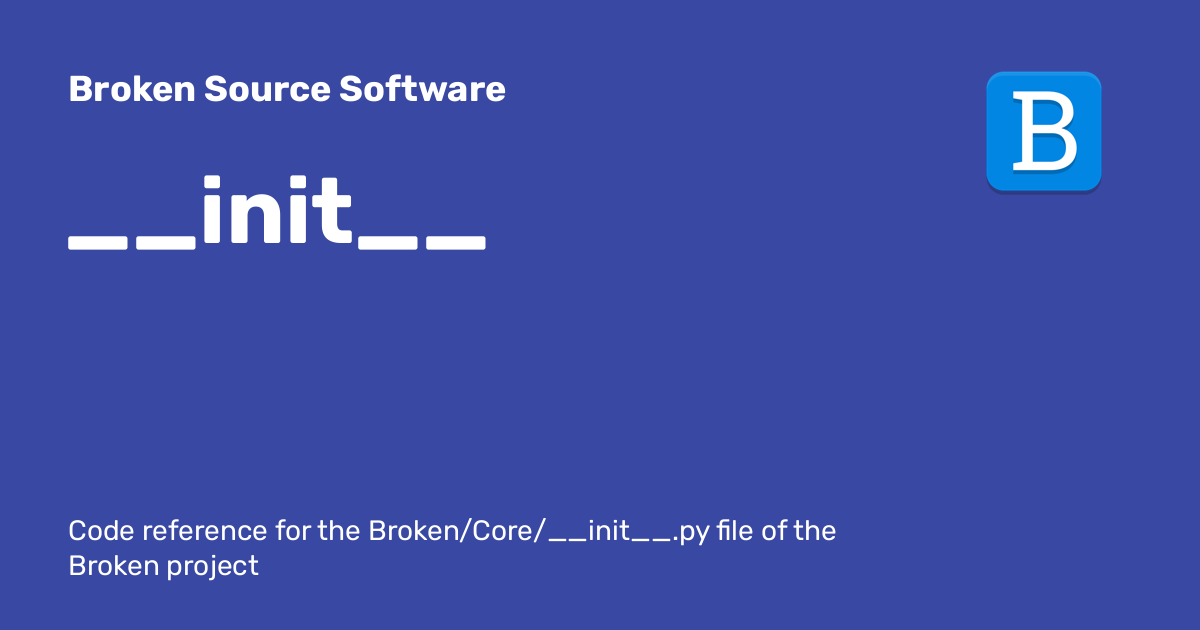 Broken Source Software
B
__init__
Code reference for the Broken/Core/__init__.py file of the
Broken project